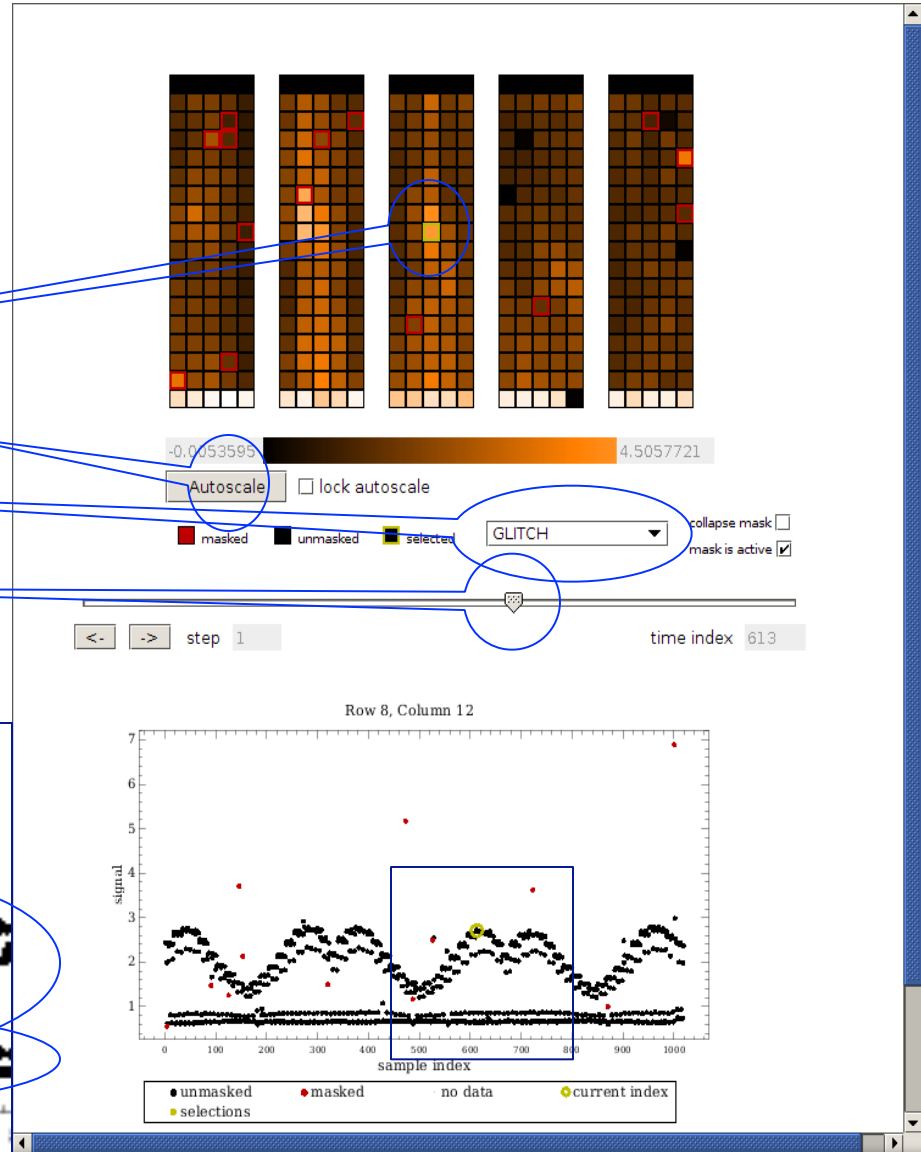 -0.0053595 4.5057721
Autoscale lock autoscale
masked unmasked selected GLITCH collapse mask
mask is active
<- -> step 1 time index 613
Row 8, Column 12
7
6
5
4
3
2
1
signal
0 100 200 300 400 500 600 700 800 900 1000
sample index
unmasked masked no data current index
selections